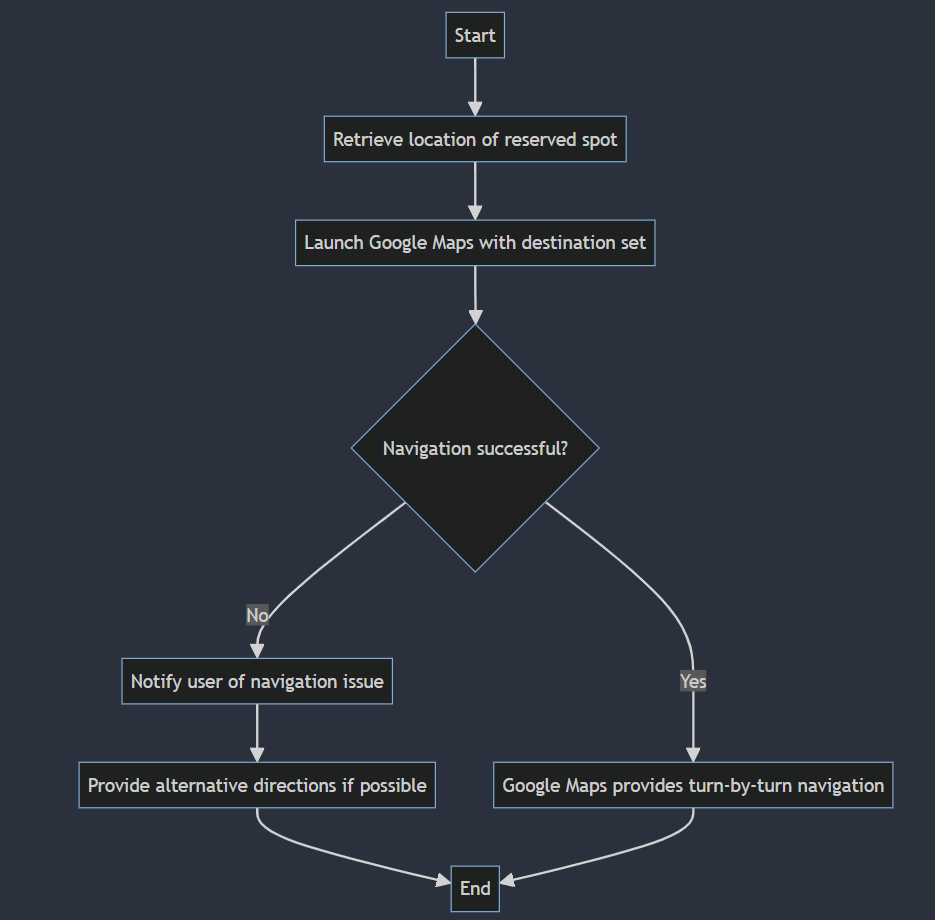 Start
Retrieve location of reserved spot
Launch Google Maps with destination set
Navigation successful?
No
Yes
Notify user of navigation issue
Provide alternative directions if possible
Google Maps provides turn-by-turn navigation
End